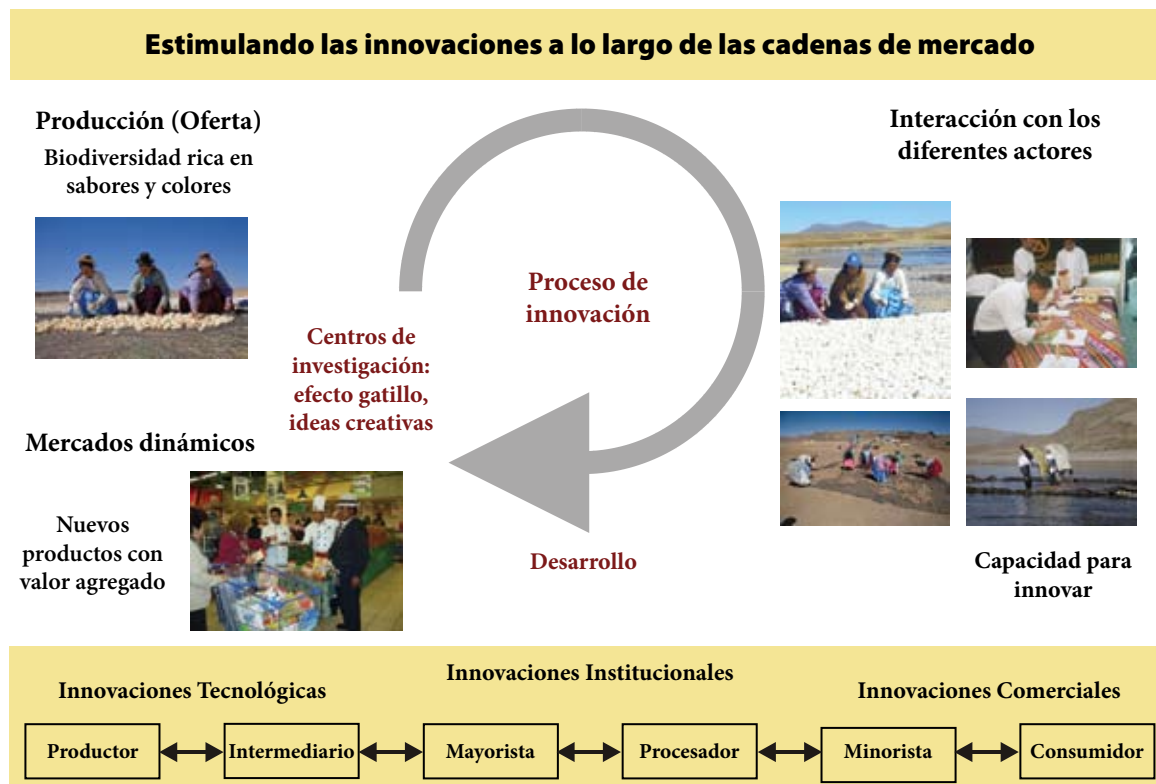 Estimulando las innovaciones a lo largo de las cadenas de mercado
Producción (Oferta)
Biodiversidad rica en
sabores y colores
Interacción con los
diferentes actores
Proceso de
innovación
Centros de
investigación:
efecto gatillo,
ideas creativas
Mercados dinámicos
Nuevos
productos con
valor agregado
Desarrollo
Capacidad para
innovar
Innovaciones Tecnológicas
Innovaciones Institucionales
Innovaciones Comerciales
Productor
Intermediario
Mayorista
Procesador
Minorista
Consumidor